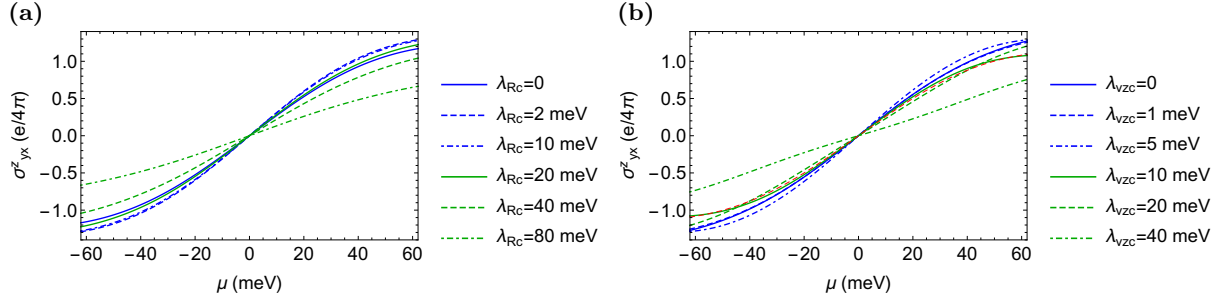 (a)
σᶻyx (e/4π)
1.0
0.5
0.0
−0.5
−1.0
−60 −40 −20 0 20 40 60
μ (meV)
λRc=0
λRc=2 meV
λRc=10 meV
λRc=20 meV
λRc=40 meV
λRc=80 meV
(b)
σᶻyx (e/4π)
1.0
0.5
0.0
−0.5
−1.0
−60 −40 −20 0 20 40 60
μ (meV)
λvzc=0
λvzc=1 meV
λvzc=5 meV
λvzc=10 meV
λvzc=20 meV
λvzc=40 meV